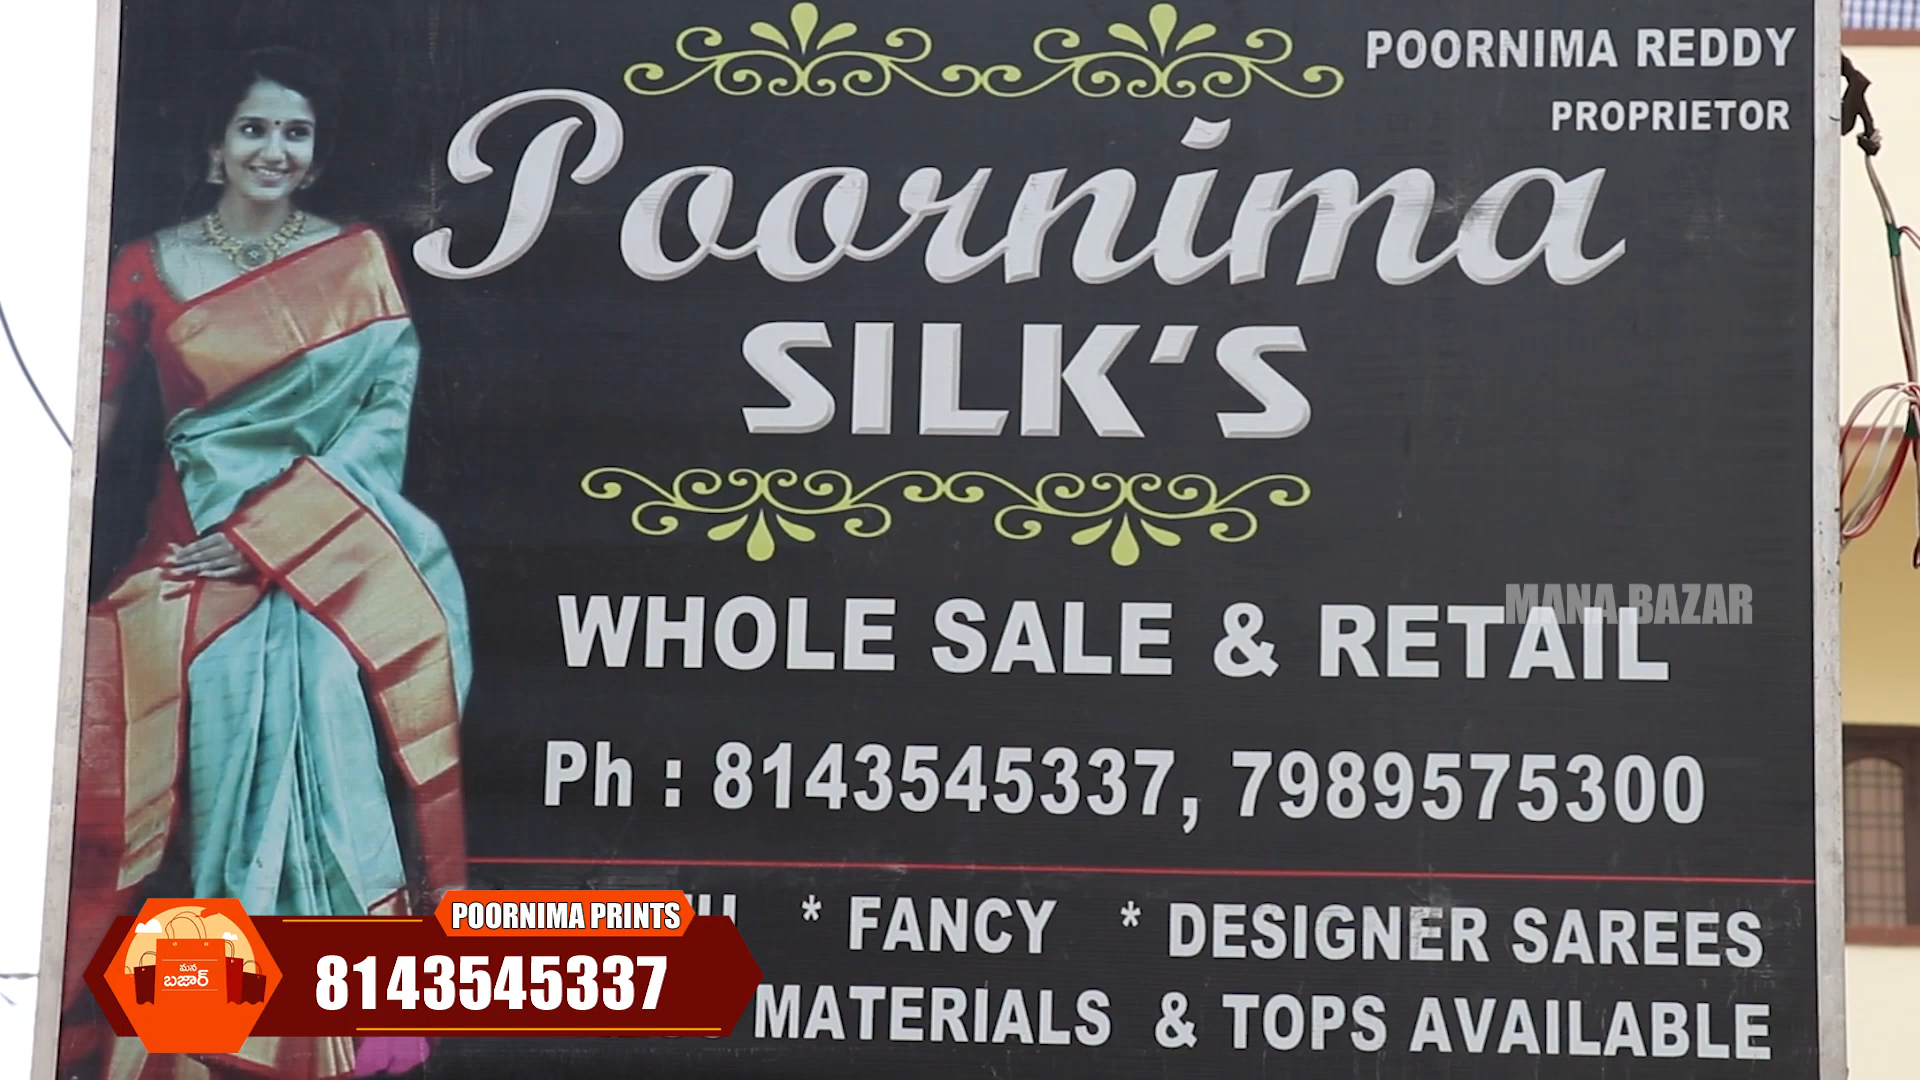 POORNIMA REDDY
PROPRIETOR
Poornima
SILK'S
WHOLE SALE & RETAIL
MANA BAZAR
Ph : 8143545337, 7989575300
* FANCY * DESIGNER SAREES
MATERIALS & TOPS AVAILABLE
POORNIMA PRINTS
8143545337
మన
బజార్